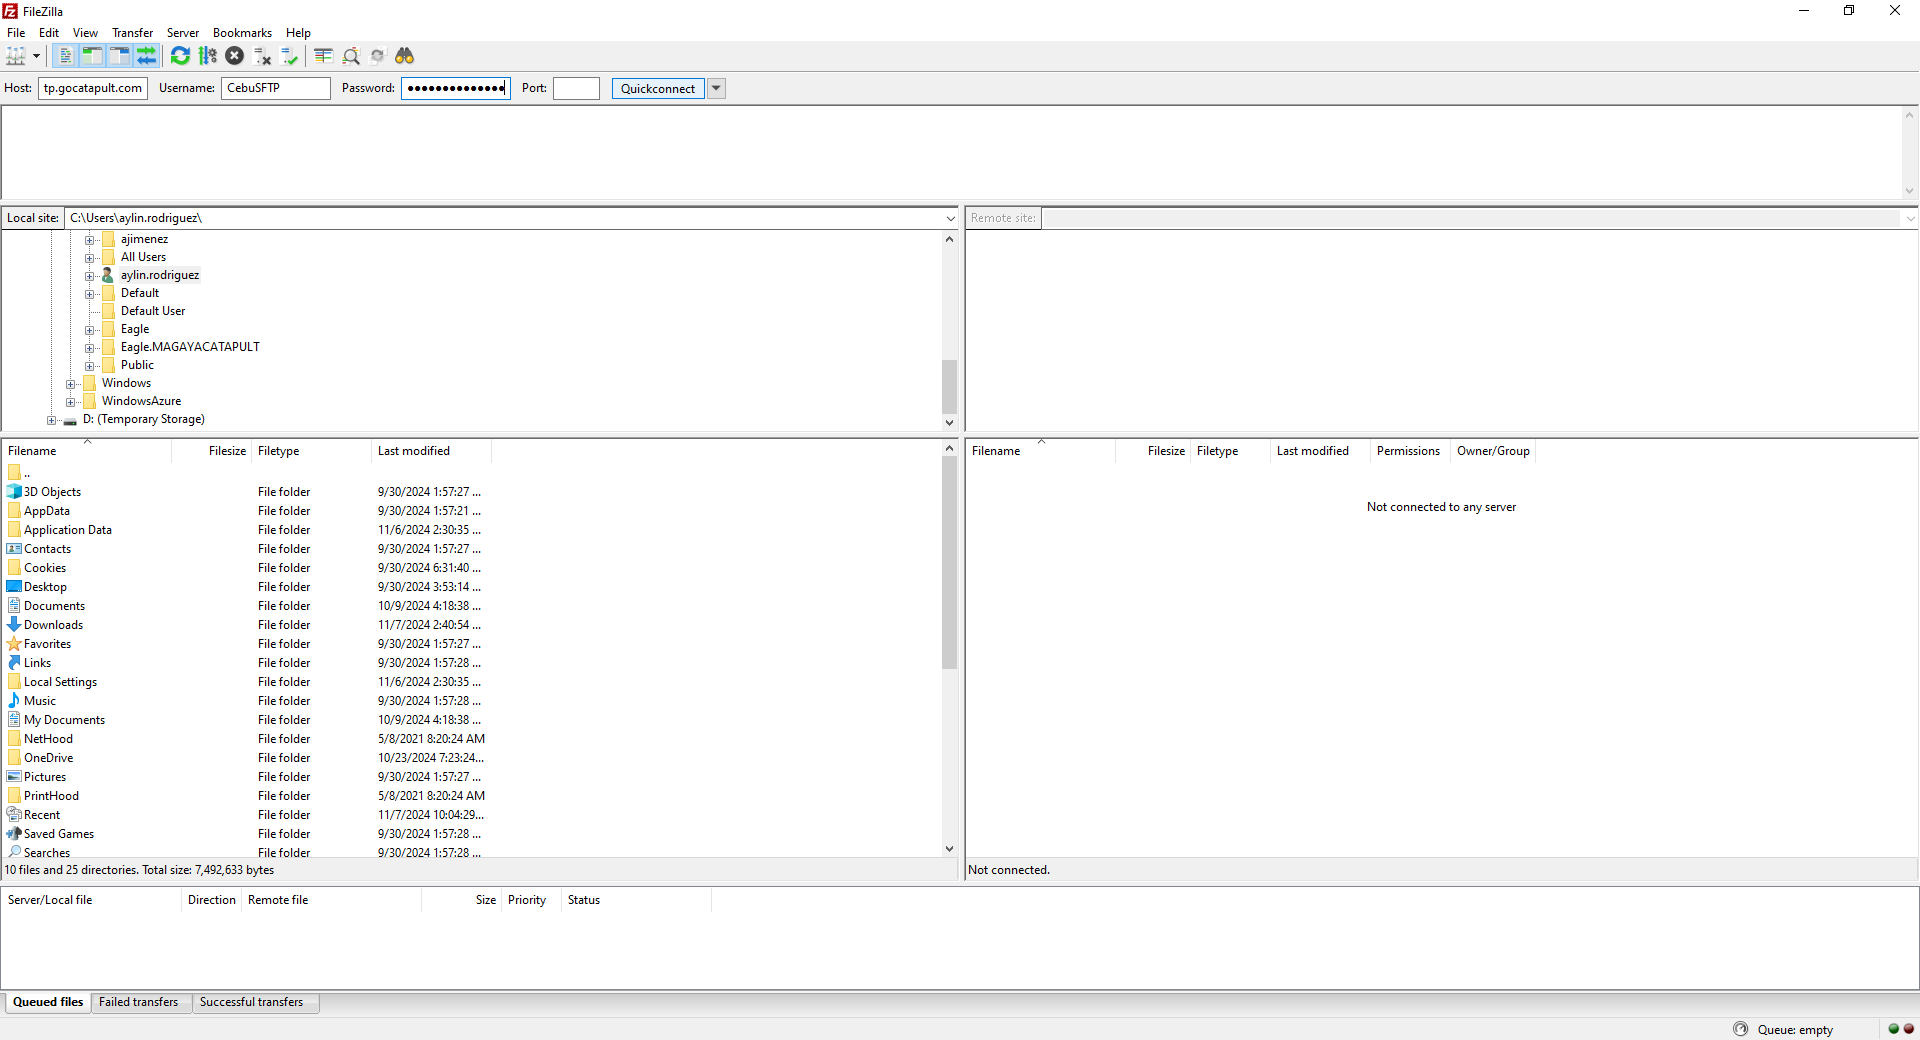 FileZilla
File Edit View Transfer Server Bookmarks Help
Host: tp.gocatapult.com Username: CebuSFTP Password: ●●●●●●●●●●●●●● Port: Quickconnect
Local site: C:\Users\aylin.rodriguez\
Remote site:
ajimenez
All Users
aylin.rodriguez
Default
Default User
Eagle
Eagle.MAGAYACATAPULT
Public
Windows
WindowsAzure
D: (Temporary Storage)
Filename Filesize Filetype Last modified
..
3D Objects File folder 9/30/2024 1:57:27 ...
AppData File folder 9/30/2024 1:57:21 ...
Application Data File folder 11/6/2024 2:30:35 ...
Contacts File folder 9/30/2024 1:57:27 ...
Cookies File folder 9/30/2024 6:31:40 ...
Desktop File folder 9/30/2024 3:53:14 ...
Documents File folder 10/9/2024 4:18:38 ...
Downloads File folder 11/7/2024 2:40:54 ...
Favorites File folder 9/30/2024 1:57:27 ...
Links File folder 9/30/2024 1:57:28 ...
Local Settings File folder 11/6/2024 2:30:35 ...
Music File folder 9/30/2024 1:57:28 ...
My Documents File folder 10/9/2024 4:18:38 ...
NetHood File folder 5/8/2021 8:20:24 AM
OneDrive File folder 10/23/2024 7:23:24...
Pictures File folder 9/30/2024 1:57:27 ...
PrintHood File folder 5/8/2021 8:20:24 AM
Recent File folder 11/7/2024 10:04:29...
Saved Games File folder 9/30/2024 1:57:28 ...
Searches File folder 9/30/2024 1:57:28 ...
10 files and 25 directories. Total size: 7,492,633 bytes
Filename Filesize Filetype Last modified Permissions Owner/Group
Not connected to any server
Not connected.
Server/Local file Direction Remote file Size Priority Status
Queued files Failed transfers Successful transfers
Queue: empty